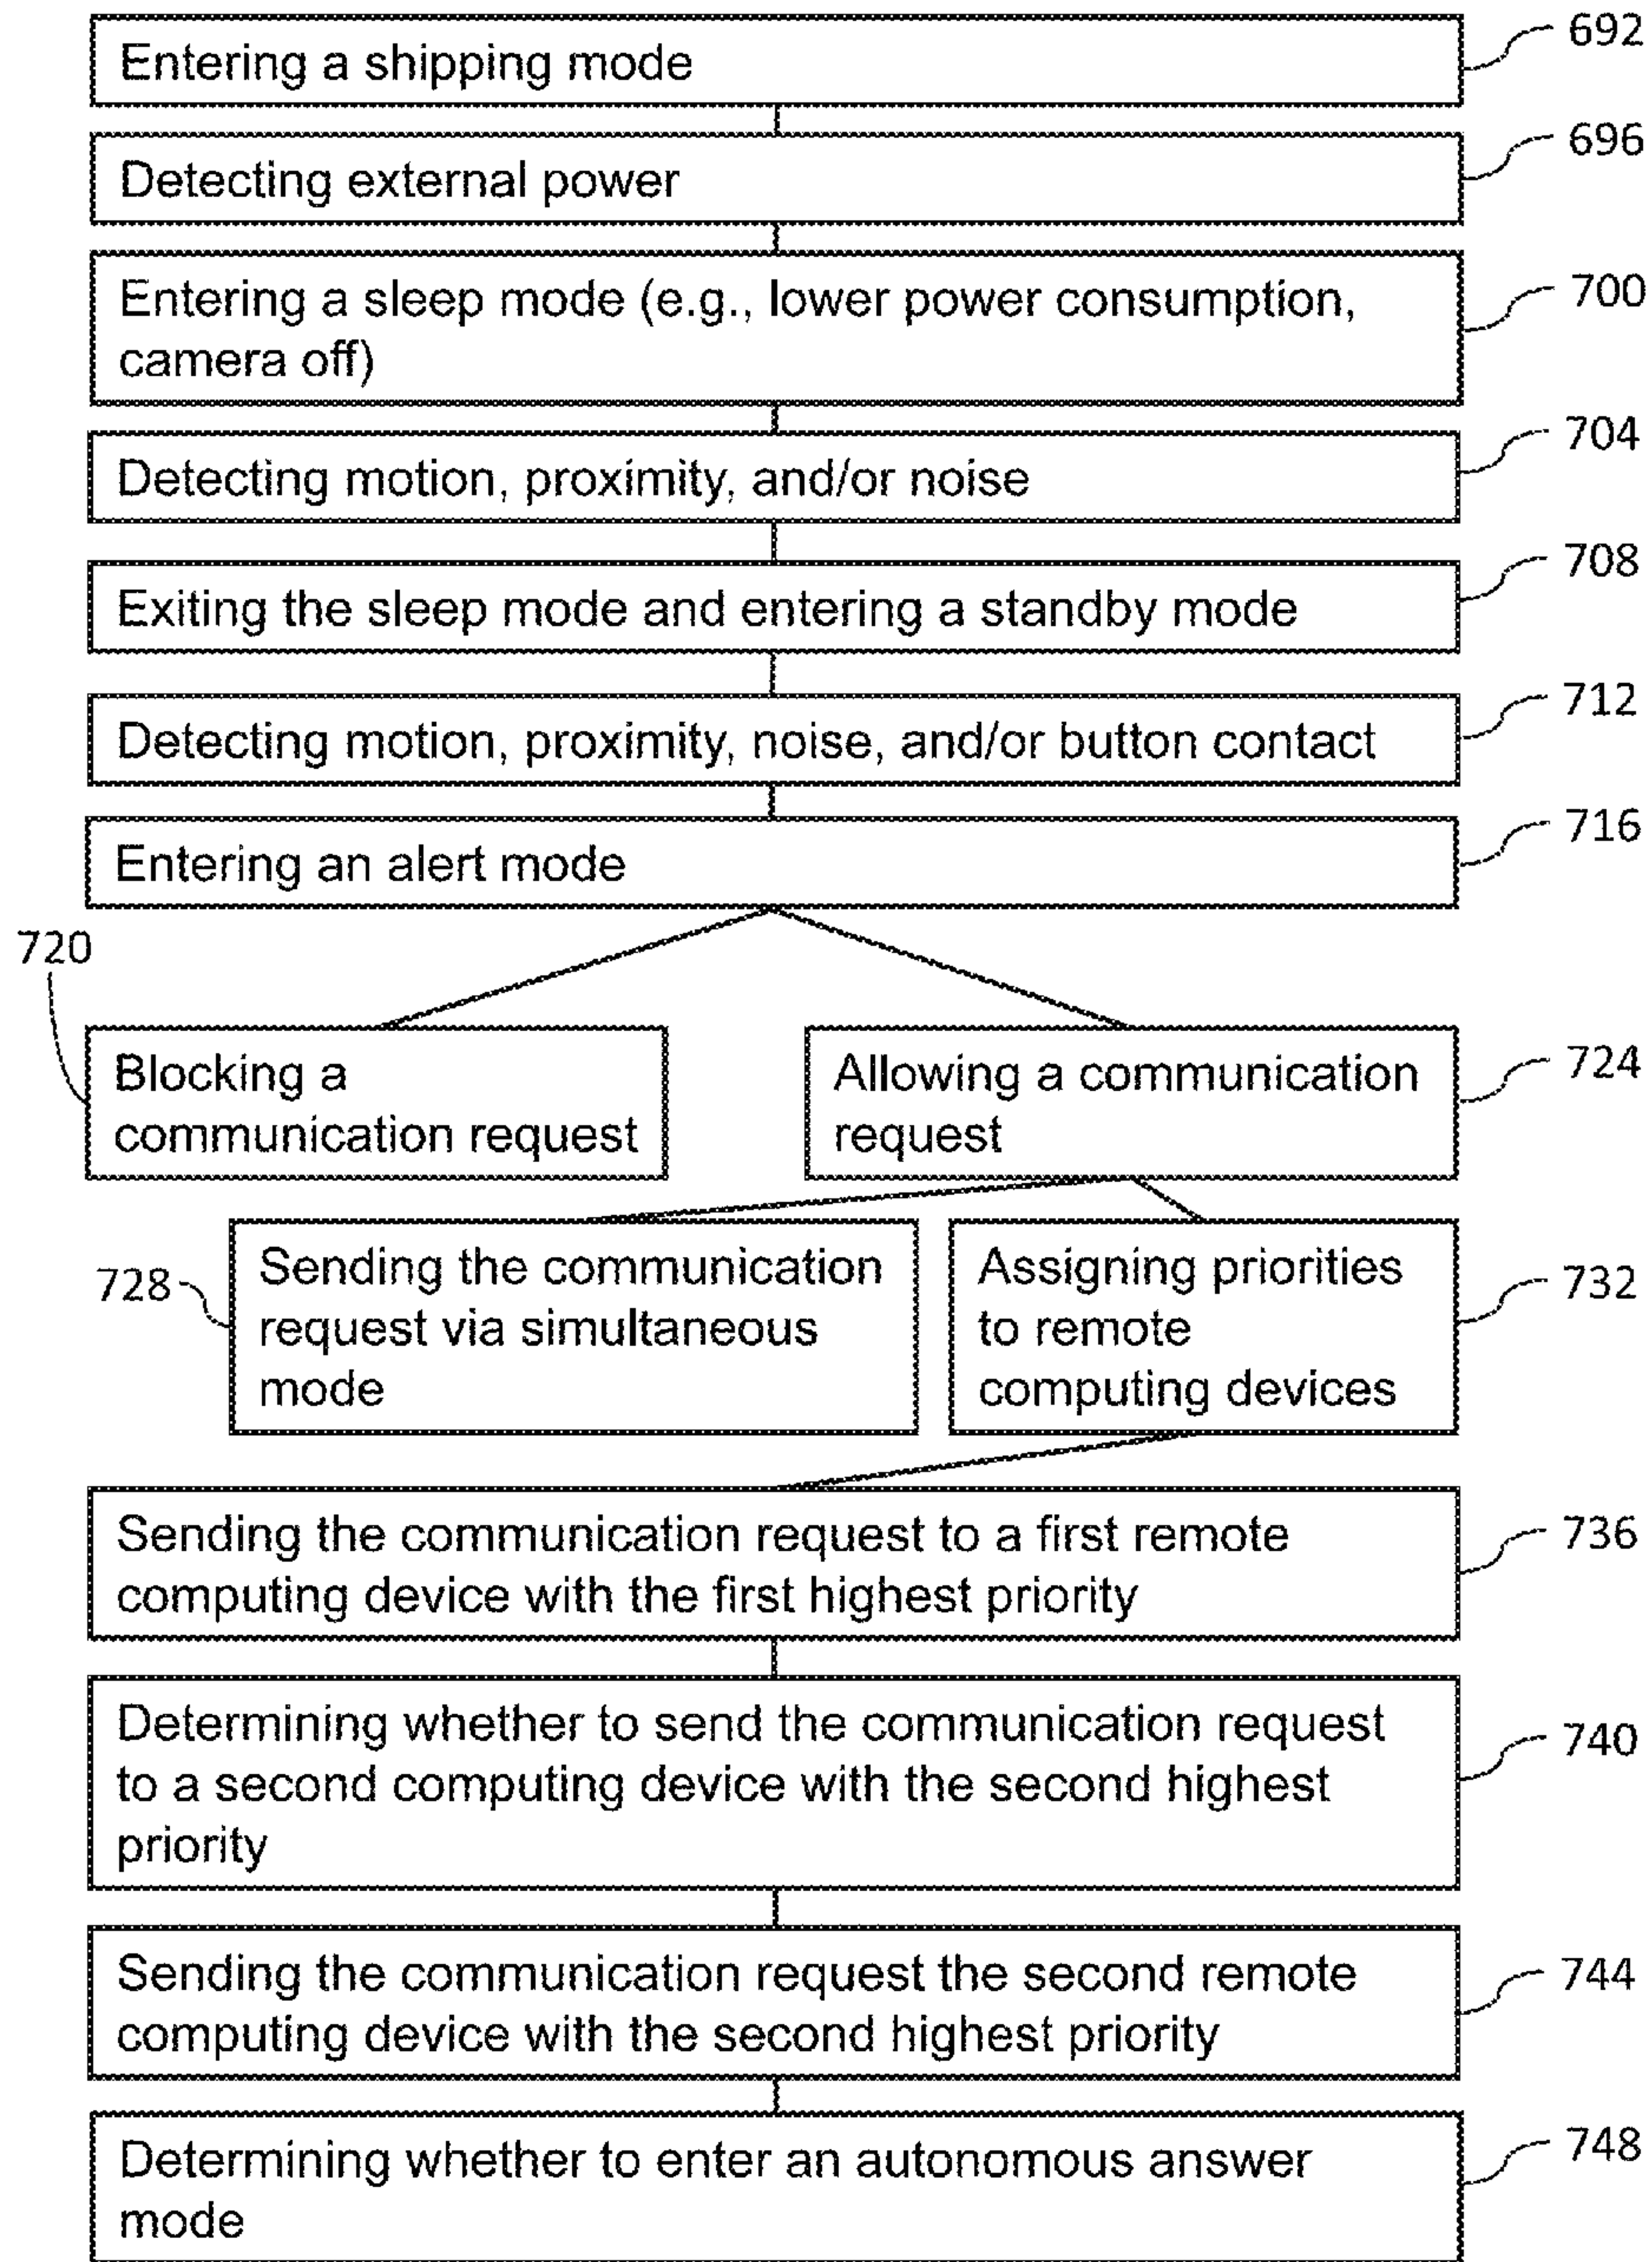 Entering a shipping mode
692
Detecting external power
696
Entering a sleep mode (e.g., lower power consumption,
camera off)
700
Detecting motion, proximity, and/or noise
704
Exiting the sleep mode and entering a standby mode
708
Detecting motion, proximity, noise, and/or button contact
712
Entering an alert mode
716
720
Blocking a
communication request
Allowing a communication
request
724
728
Sending the communication
request via simultaneous
mode
Assigning priorities
to remote
computing devices
732
Sending the communication request to a first remote
computing device with the first highest priority
736
Determining whether to send the communication request
to a second computing device with the second highest
priority
740
Sending the communication request the second remote
computing device with the second highest priority
744
Determining whether to enter an autonomous answer
mode
748